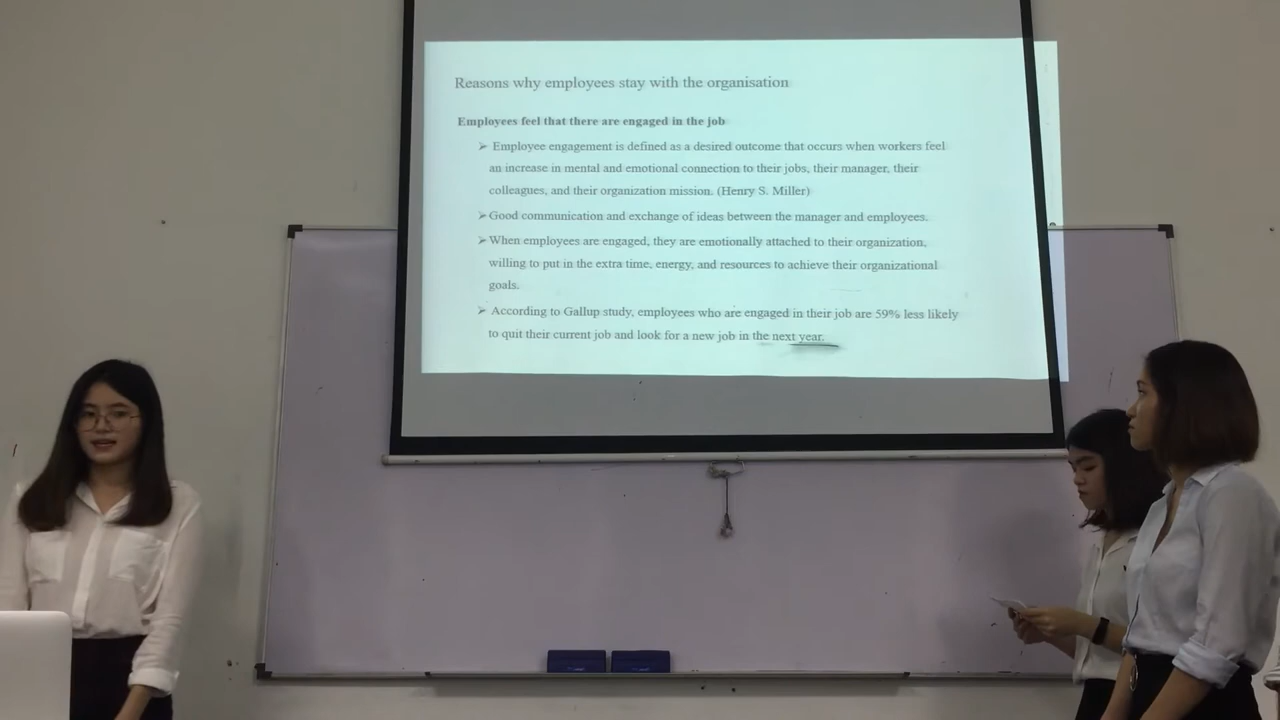 Reasons why employees stay with the organisation
Employees feel that there are engaged in the job
➢ Employee engagement is defined as a desired outcome that occurs when workers feel
an increase in mental and emotional connection to their jobs, their manager, their
colleagues, and their organization mission. (Henry S. Miller)
➢ Good communication and exchange of ideas between the manager and employees.
➢ When employees are engaged, they are emotionally attached to their organization,
willing to put in the extra time, energy, and resources to achieve their organizational
goals.
➢ According to Gallup study, employees who are engaged in their job are 59% less likely
to quit their current job and look for a new job in the next year.